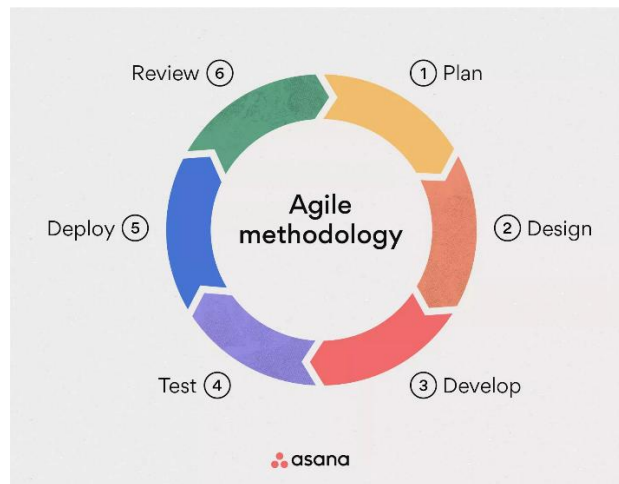 Review 6
1 Plan
Agile
methodology
Deploy 5
2 Design
Test 4
3 Develop
asana